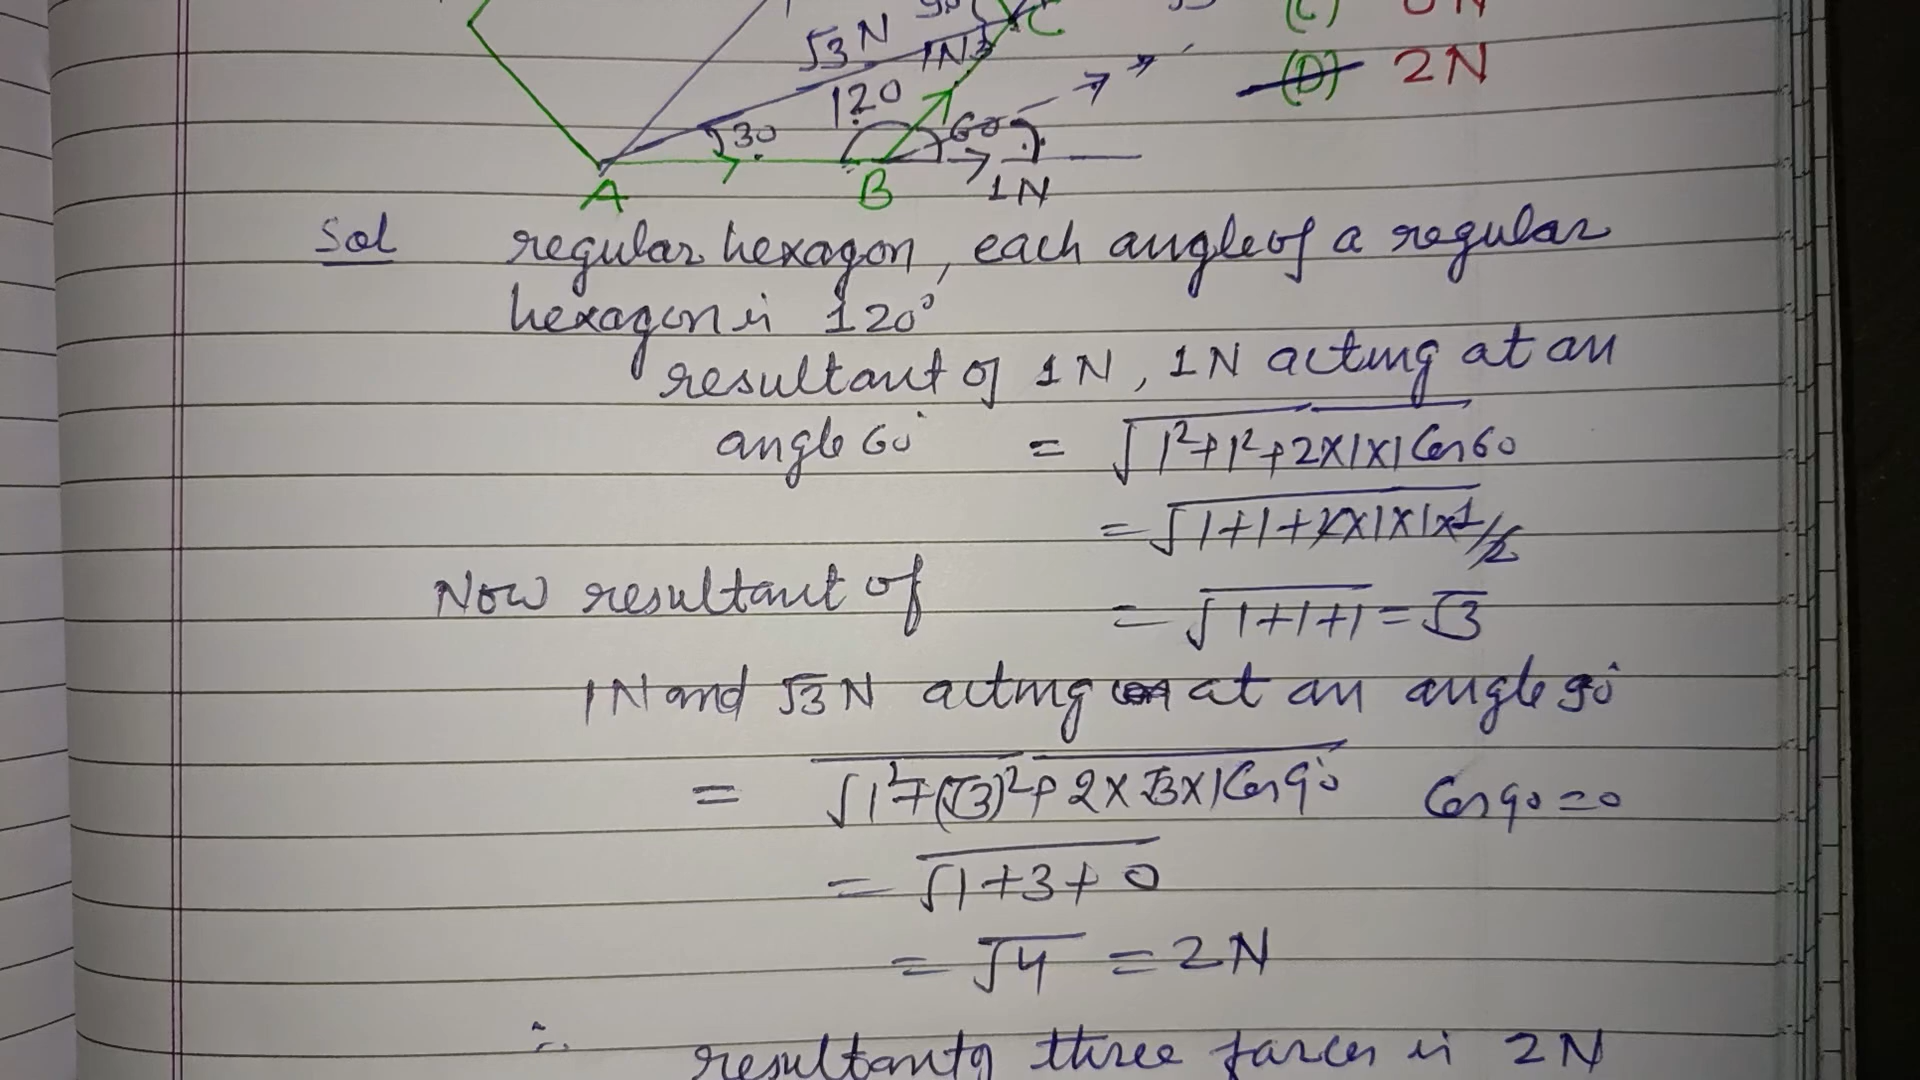 √3 N
1N
C
(C) 0N
120
(D) 2N
30
60
A B 1N
Sol regular hexagon, each angle of a regular
hexagon is 120°
resultant of 1N, 1N acting at an
angle 60° = √1²+1²+2×1×1 Cos60
= √1+1+2×1×1×1/2
Now resultant of = √1+1+1 = √3
1N and √3N acting at an angle 90°
= √1²+(√3)²+2×√3×1 Cos90° Cos90=0
= √1+3+0
= √4 = 2N
∴ resultant of three forces is 2N